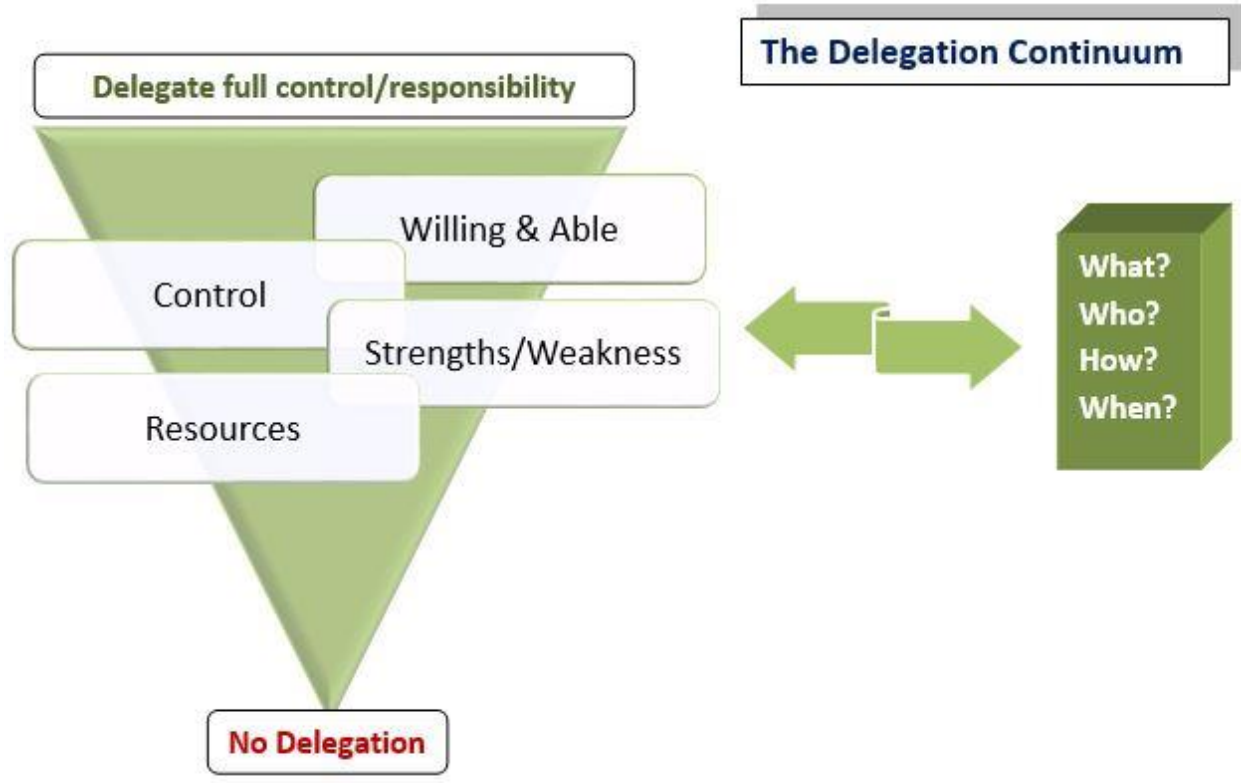 The Delegation Continuum
Delegate full control/responsibility
Willing & Able
Control
Strengths/Weakness
Resources
No Delegation
What?
Who?
How?
When?